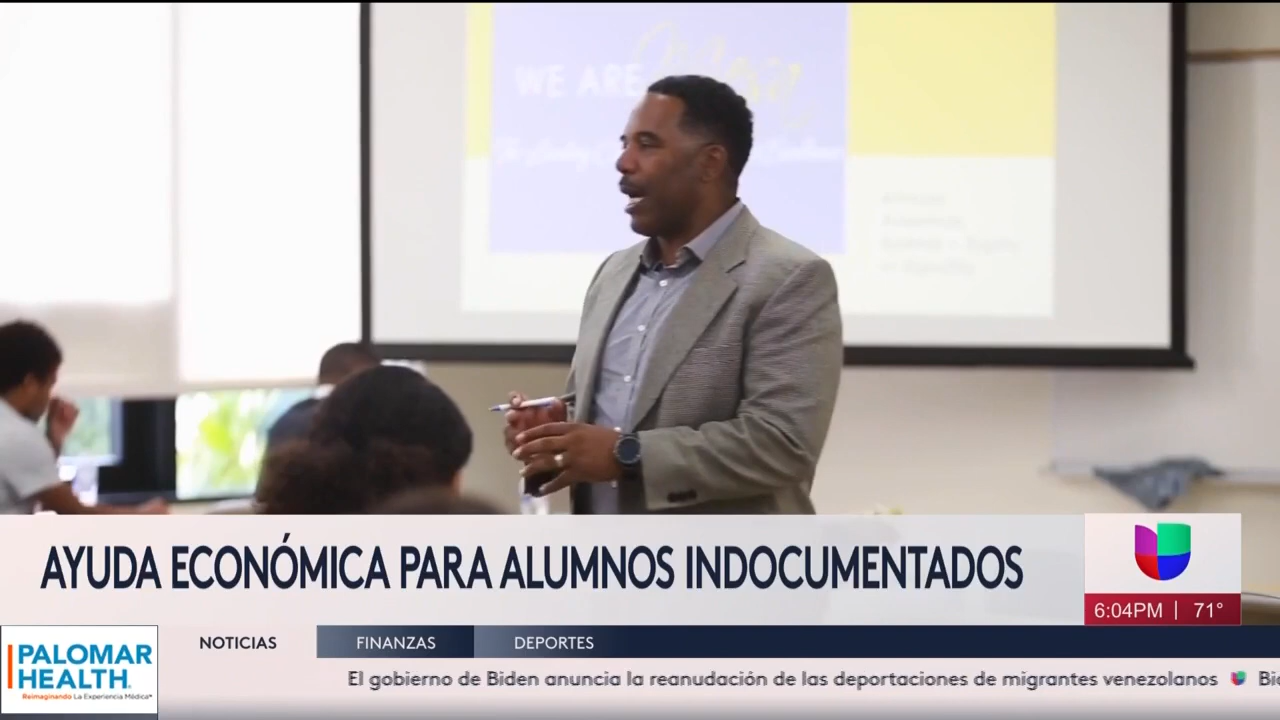 WE ARE
AYUDA ECONÓMICA PARA ALUMNOS INDOCUMENTADOS
6:04PM | 71°
PALOMAR
HEALTH
Reimaginando La Experiencia Médica
NOTICIAS
FINANZAS
DEPORTES
El gobierno de Biden anuncia la reanudación de las deportaciones de migrantes venezolanos